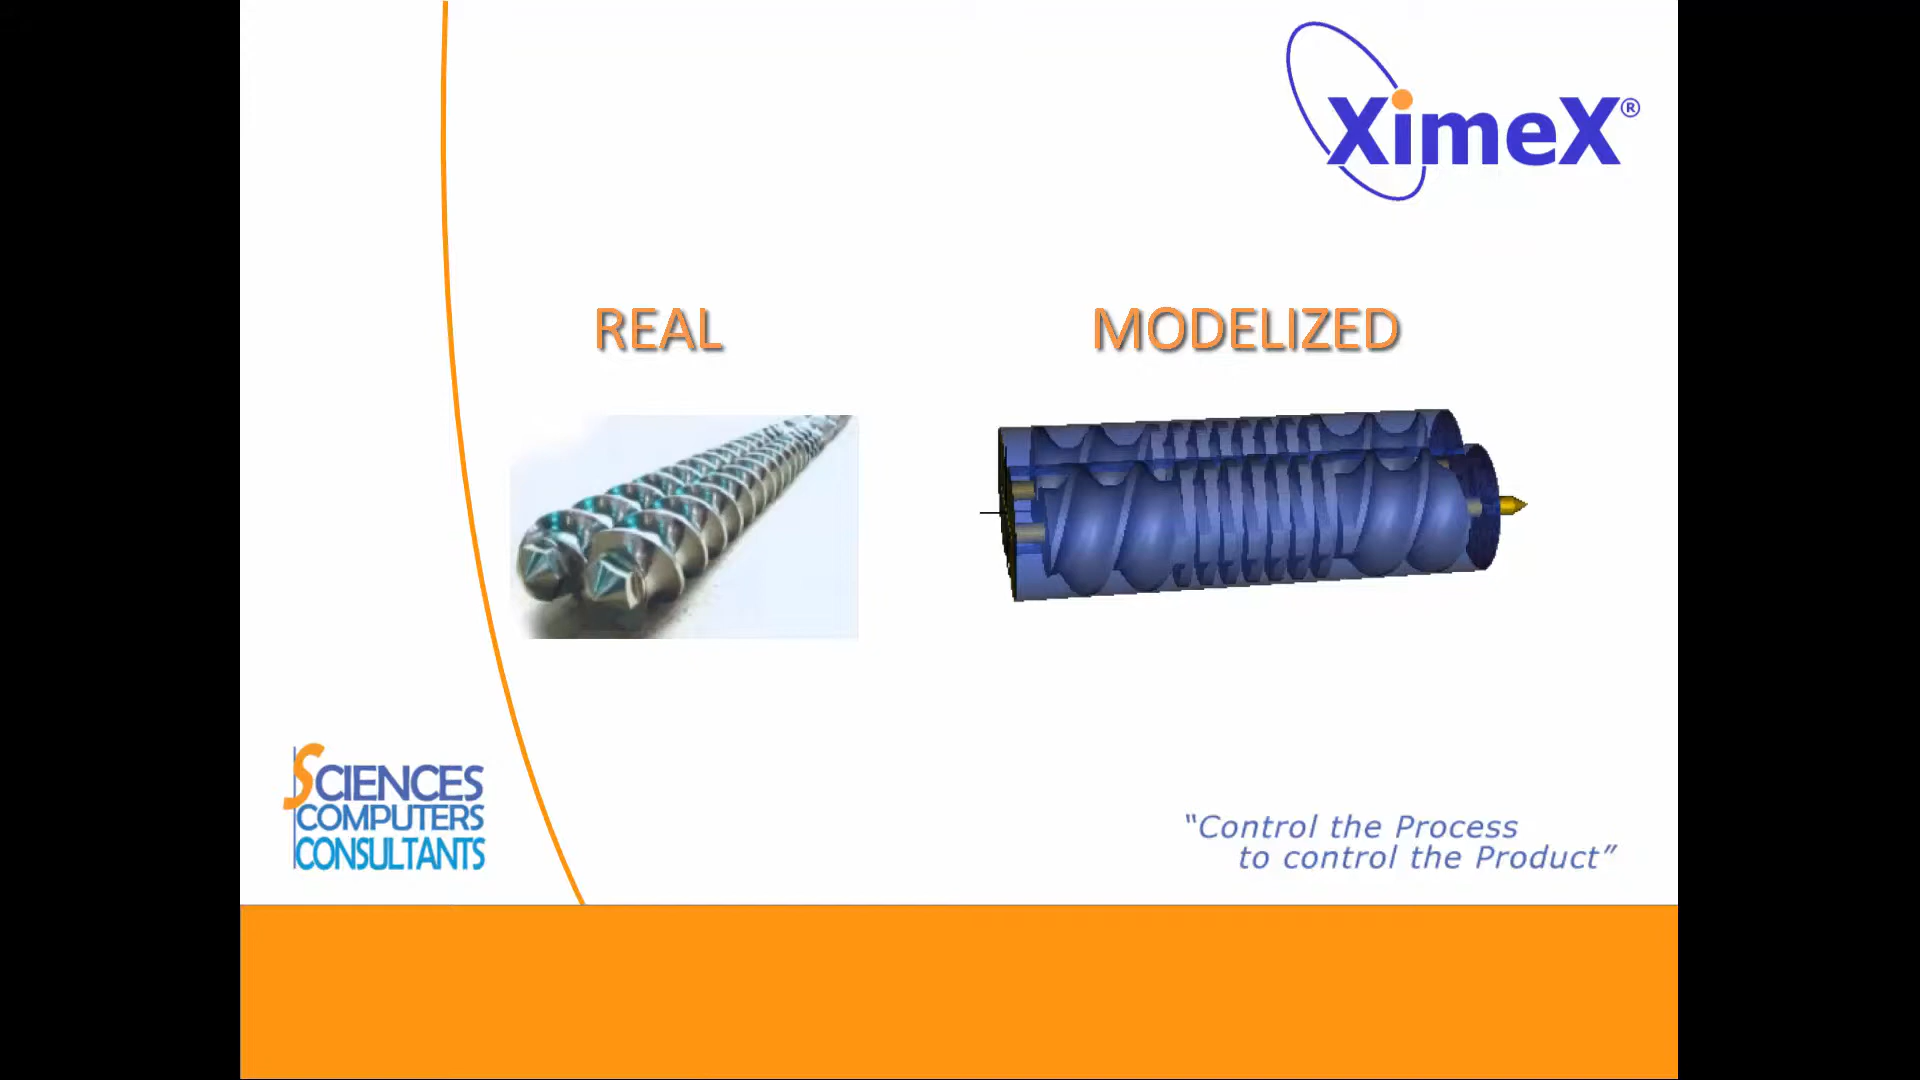 XimeX®
REAL
MODELIZED
SCIENCES
COMPUTERS
CONSULTANTS
“Control the Process
to control the Product”